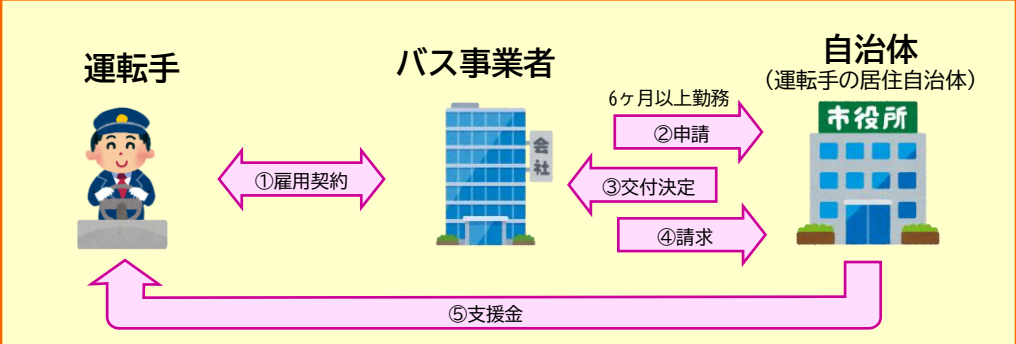 運転手
バス事業者
自治体
（運転手の居住自治体）
6ヶ月以上勤務
市役所
会社
①雇用契約
②申請
③交付決定
④請求
⑤支援金